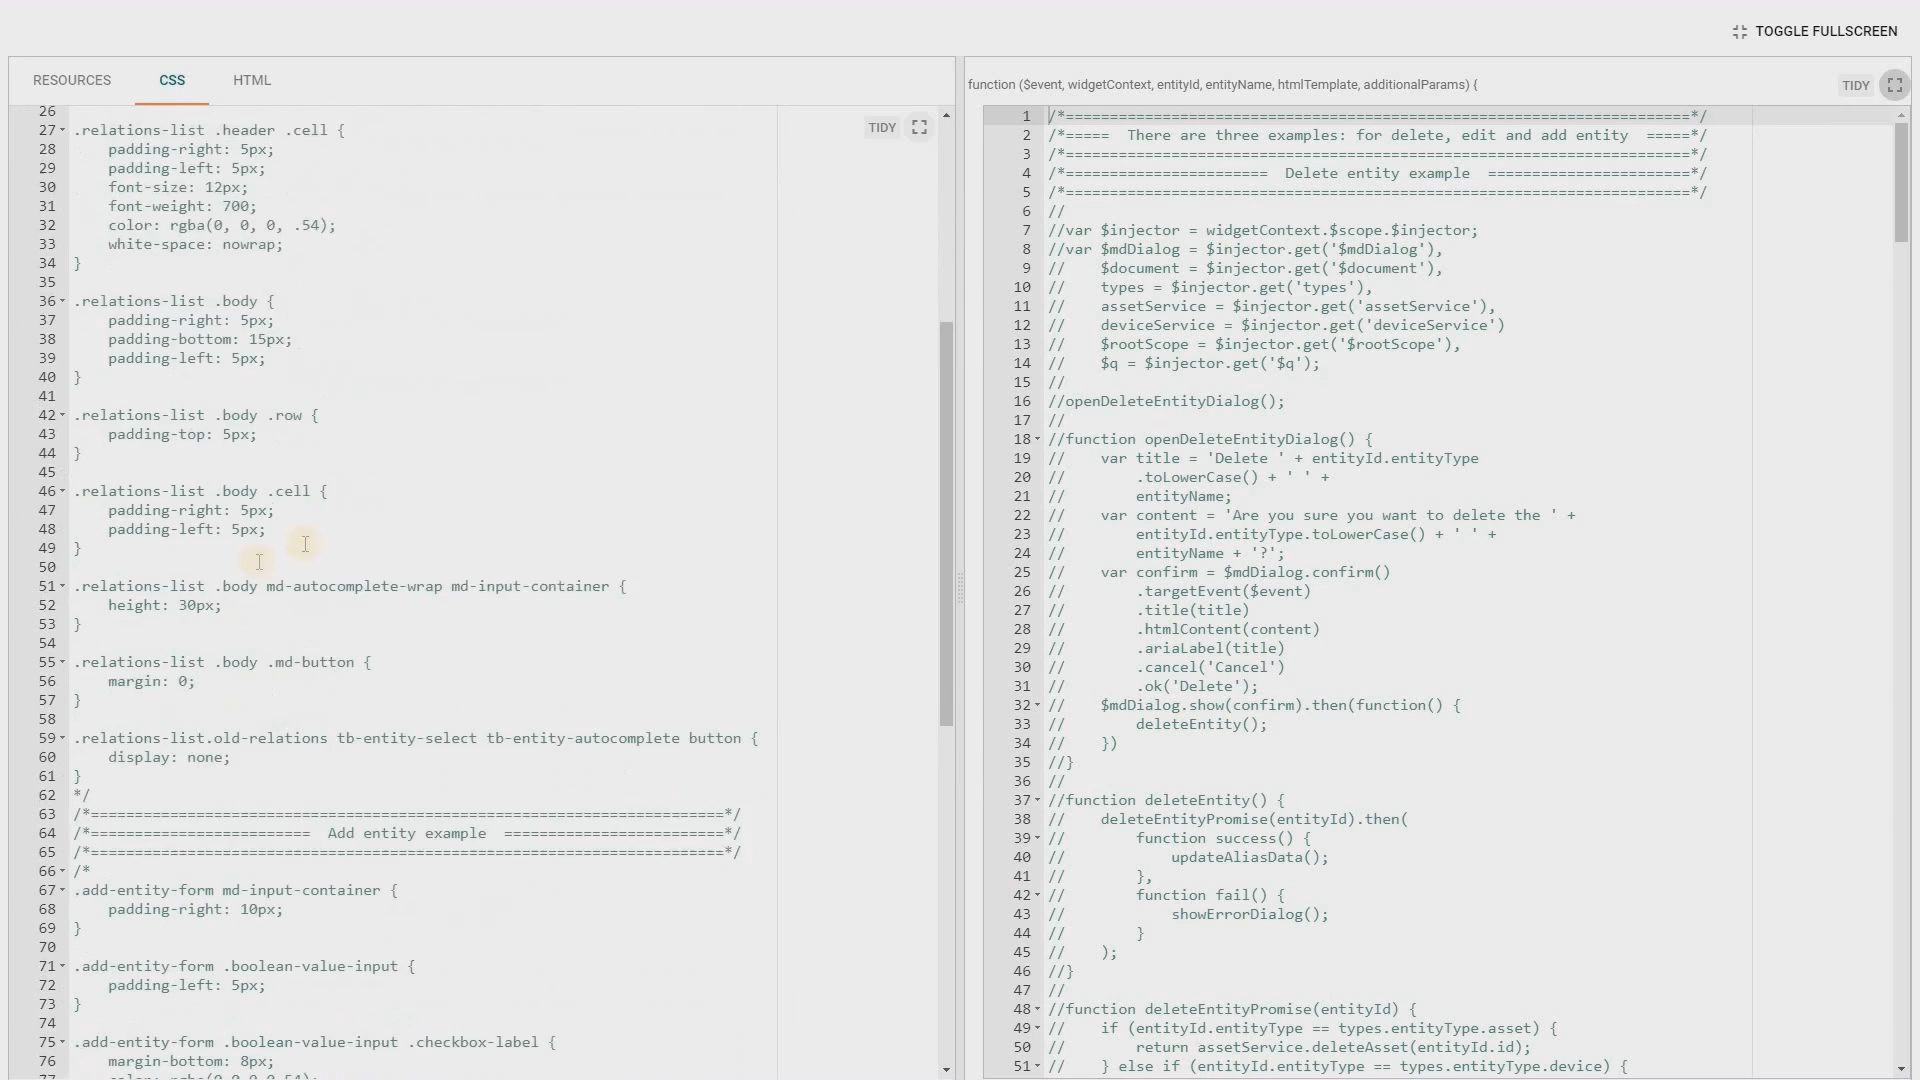 TOGGLE FULLSCREEN
RESOURCES CSS HTML
TIDY
26
27 .relations-list .header .cell {
28     padding-right: 5px;
29     padding-left: 5px;
30     font-size: 12px;
31     font-weight: 700;
32     color: rgba(0, 0, 0, .54);
33     white-space: nowrap;
34 }
35
36 .relations-list .body {
37     padding-right: 5px;
38     padding-bottom: 15px;
39     padding-left: 5px;
40 }
41
42 .relations-list .body .row {
43     padding-top: 5px;
44 }
45
46 .relations-list .body .cell {
47     padding-right: 5px;
48     padding-left: 5px;
49 }
50
51 .relations-list .body md-autocomplete-wrap md-input-container {
52     height: 30px;
53 }
54
55 .relations-list .body .md-button {
56     margin: 0;
57 }
58
59 .relations-list.old-relations tb-entity-select tb-entity-autocomplete button {
60     display: none;
61 }
62 */
63 /*========================================================================*/
64 /*========================= Add entity example =========================*/
65 /*========================================================================*/
66 /*
67 .add-entity-form md-input-container {
68     padding-right: 10px;
69 }
70
71 .add-entity-form .boolean-value-input {
72     padding-left: 5px;
73 }
74
75 .add-entity-form .boolean-value-input .checkbox-label {
76     margin-bottom: 8px;
77     color: rgba(0,0,0,0.54);
function ($event, widgetContext, entityId, entityName, htmlTemplate, additionalParams) {
TIDY
1 /*=======================================================================*/
2 /*===== There are three examples: for delete, edit and add entity =====*/
3 /*=======================================================================*/
4 /*======================= Delete entity example =======================*/
5 /*=======================================================================*/
6 //
7 //var $injector = widgetContext.$scope.$injector;
8 //var $mdDialog = $injector.get('$mdDialog'),
9 //    $document = $injector.get('$document'),
10 //    types = $injector.get('types'),
11 //    assetService = $injector.get('assetService'),
12 //    deviceService = $injector.get('deviceService')
13 //    $rootScope = $injector.get('$rootScope'),
14 //    $q = $injector.get('$q');
15 //
16 //openDeleteEntityDialog();
17 //
18 //function openDeleteEntityDialog() {
19 //    var title = 'Delete ' + entityId.entityType
20 //        .toLowerCase() + ' ' +
21 //        entityName;
22 //    var content = 'Are you sure you want to delete the ' +
23 //        entityId.entityType.toLowerCase() + ' ' +
24 //        entityName + '?';
25 //    var confirm = $mdDialog.confirm()
26 //        .targetEvent($event)
27 //        .title(title)
28 //        .htmlContent(content)
29 //        .ariaLabel(title)
30 //        .cancel('Cancel')
31 //        .ok('Delete');
32 //    $mdDialog.show(confirm).then(function() {
33 //        deleteEntity();
34 //    })
35 //}
36 //
37 //function deleteEntity() {
38 //    deleteEntityPromise(entityId).then(
39 //        function success() {
40 //            updateAliasData();
41 //        },
42 //        function fail() {
43 //            showErrorDialog();
44 //        }
45 //    );
46 //}
47 //
48 //function deleteEntityPromise(entityId) {
49 //    if (entityId.entityType == types.entityType.asset) {
50 //        return assetService.deleteAsset(entityId.id);
51 //    } else if (entityId.entityType == types.entityType.device) {